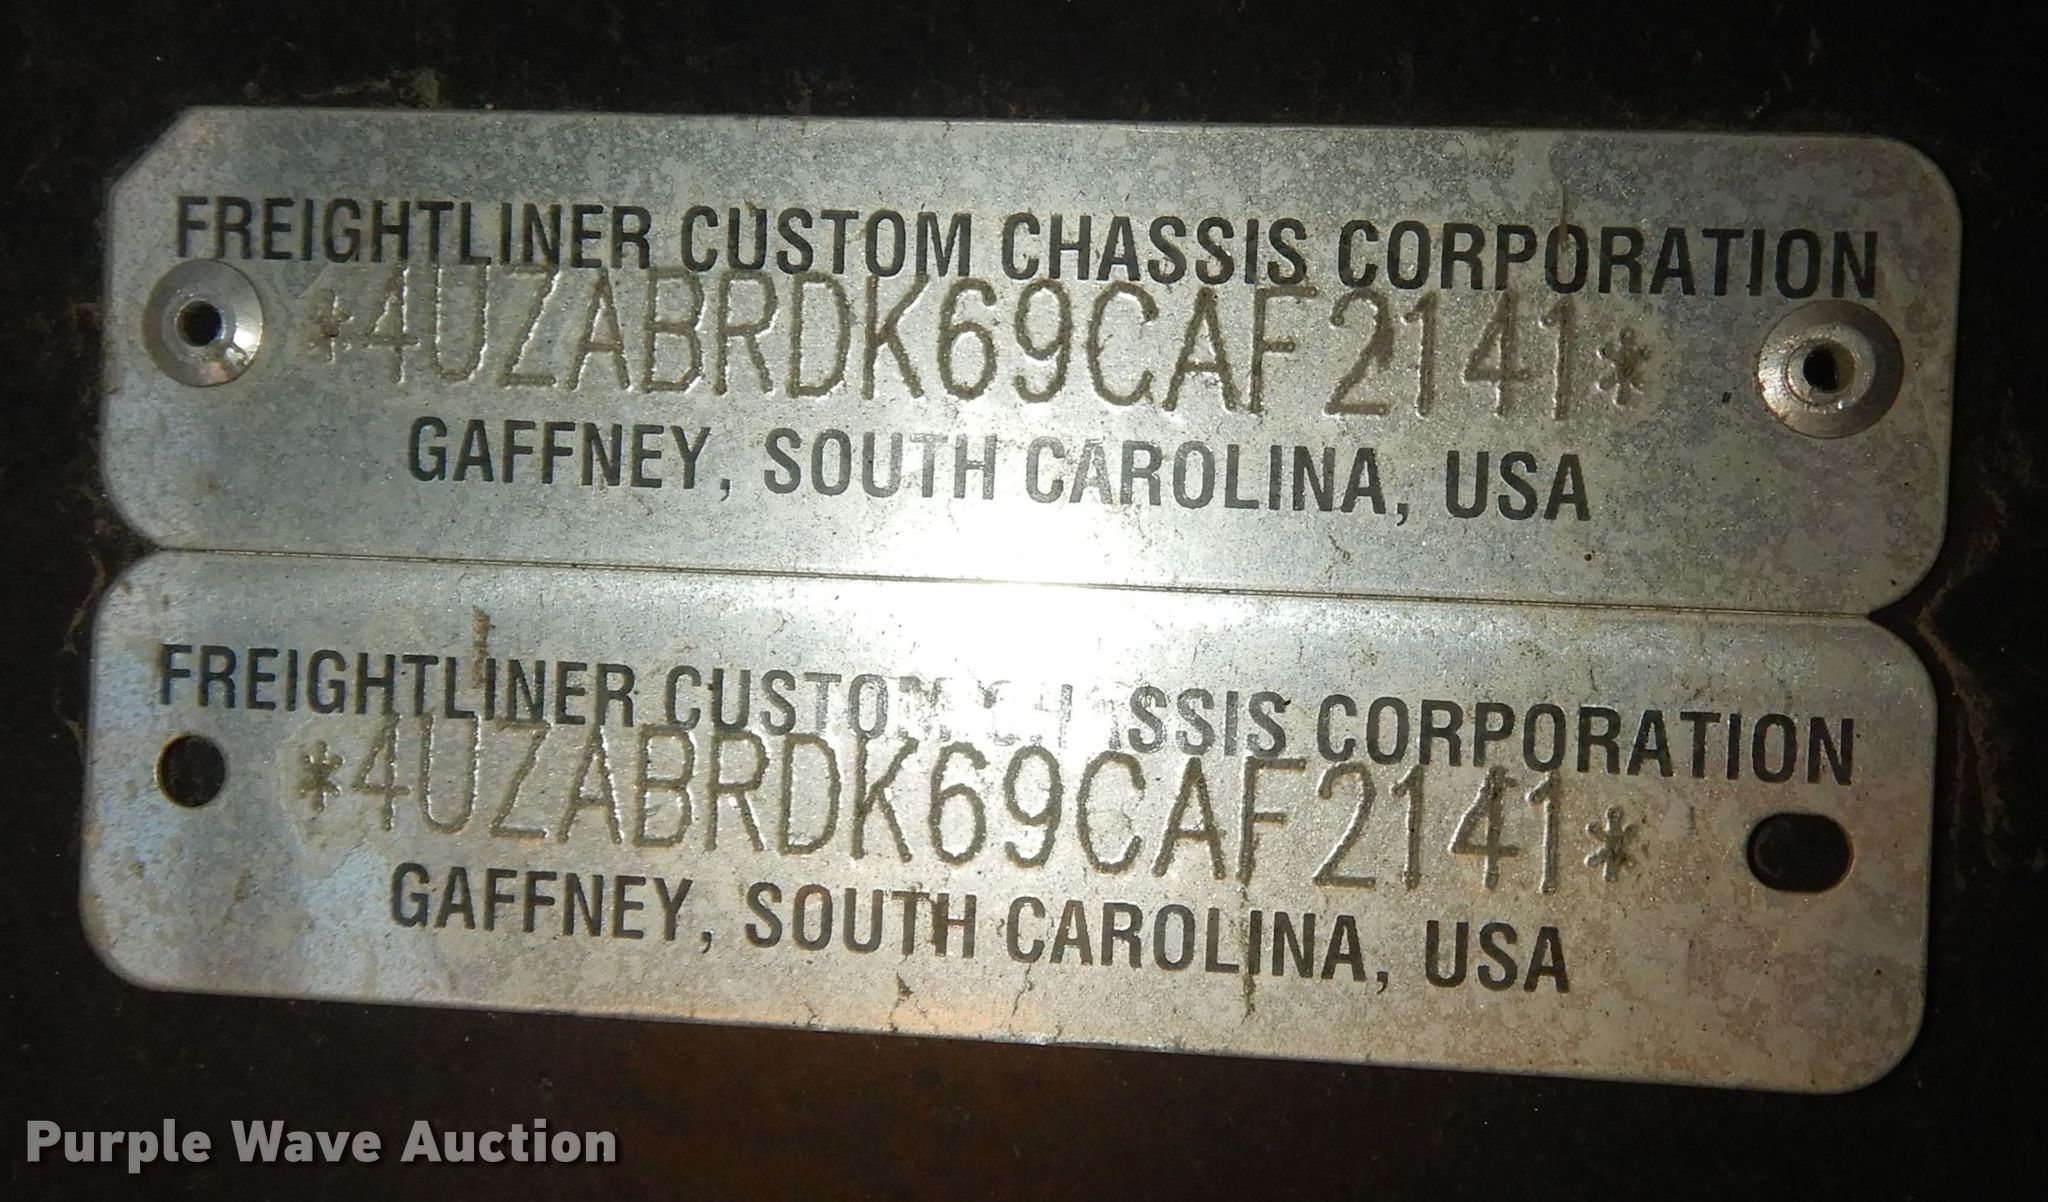 FREIGHTLINER CUSTOM CHASSIS CORPORATION
*4UZABRDK69CAF2141*
GAFFNEY, SOUTH CAROLINA, USA
FREIGHTLINER CUSTOM CHASSIS CORPORATION
*4UZABRDK69CAF2141*
GAFFNEY, SOUTH CAROLINA, USA
Purple Wave Auction